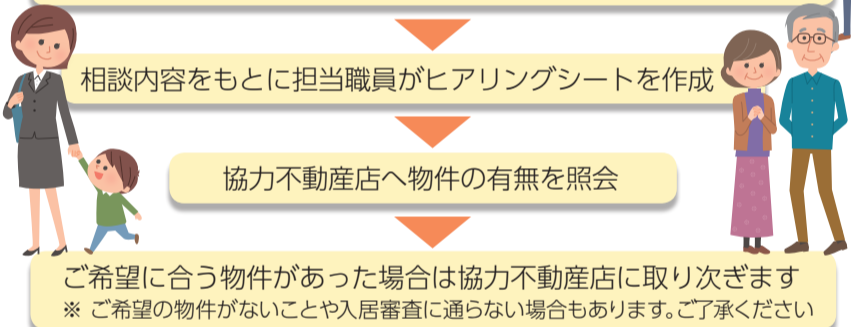 相談内容をもとに担当職員がヒアリングシートを作成
協力不動産店へ物件の有無を照会
ご希望に合う物件があった場合は協力不動産店に取り次ぎます
※ ご希望の物件がないことや入居審査に通らない場合もあります。ご了承ください